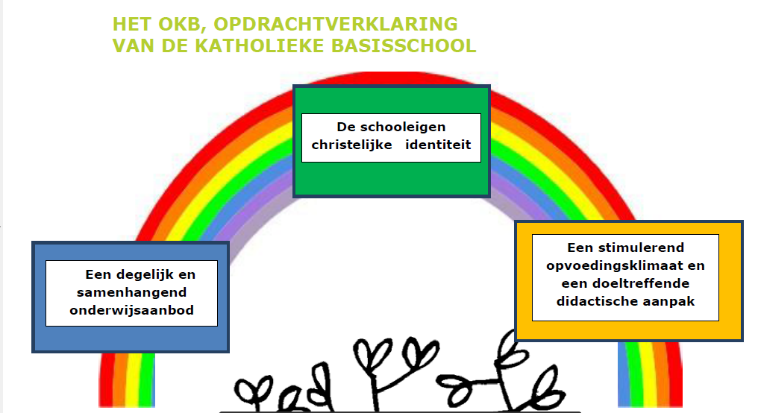 HET OKB, OPDRACHTVERKLARING
VAN DE KATHOLIEKE BASISSCHOOL
De schooleigen
christelijke identiteit
Een degelijk en
samenhangend
onderwijsaanbod
Een stimulerend
opvoedingsklimaat en
een doeltreffende
didactische aanpak